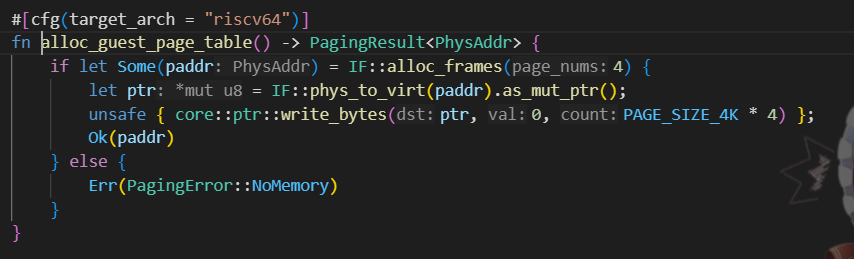 #[cfg(target_arch = "riscv64")]
fn alloc_guest_page_table() -> PagingResult<PhysAddr> {
    if let Some(paddr: PhysAddr) = IF::alloc_frames(page_nums: 4) {
        let ptr: *mut u8 = IF::phys_to_virt(paddr).as_mut_ptr();
        unsafe { core::ptr::write_bytes(dst: ptr, val: 0, count: PAGE_SIZE_4K * 4) };
        Ok(paddr)
    } else {
        Err(PagingError::NoMemory)
    }
}